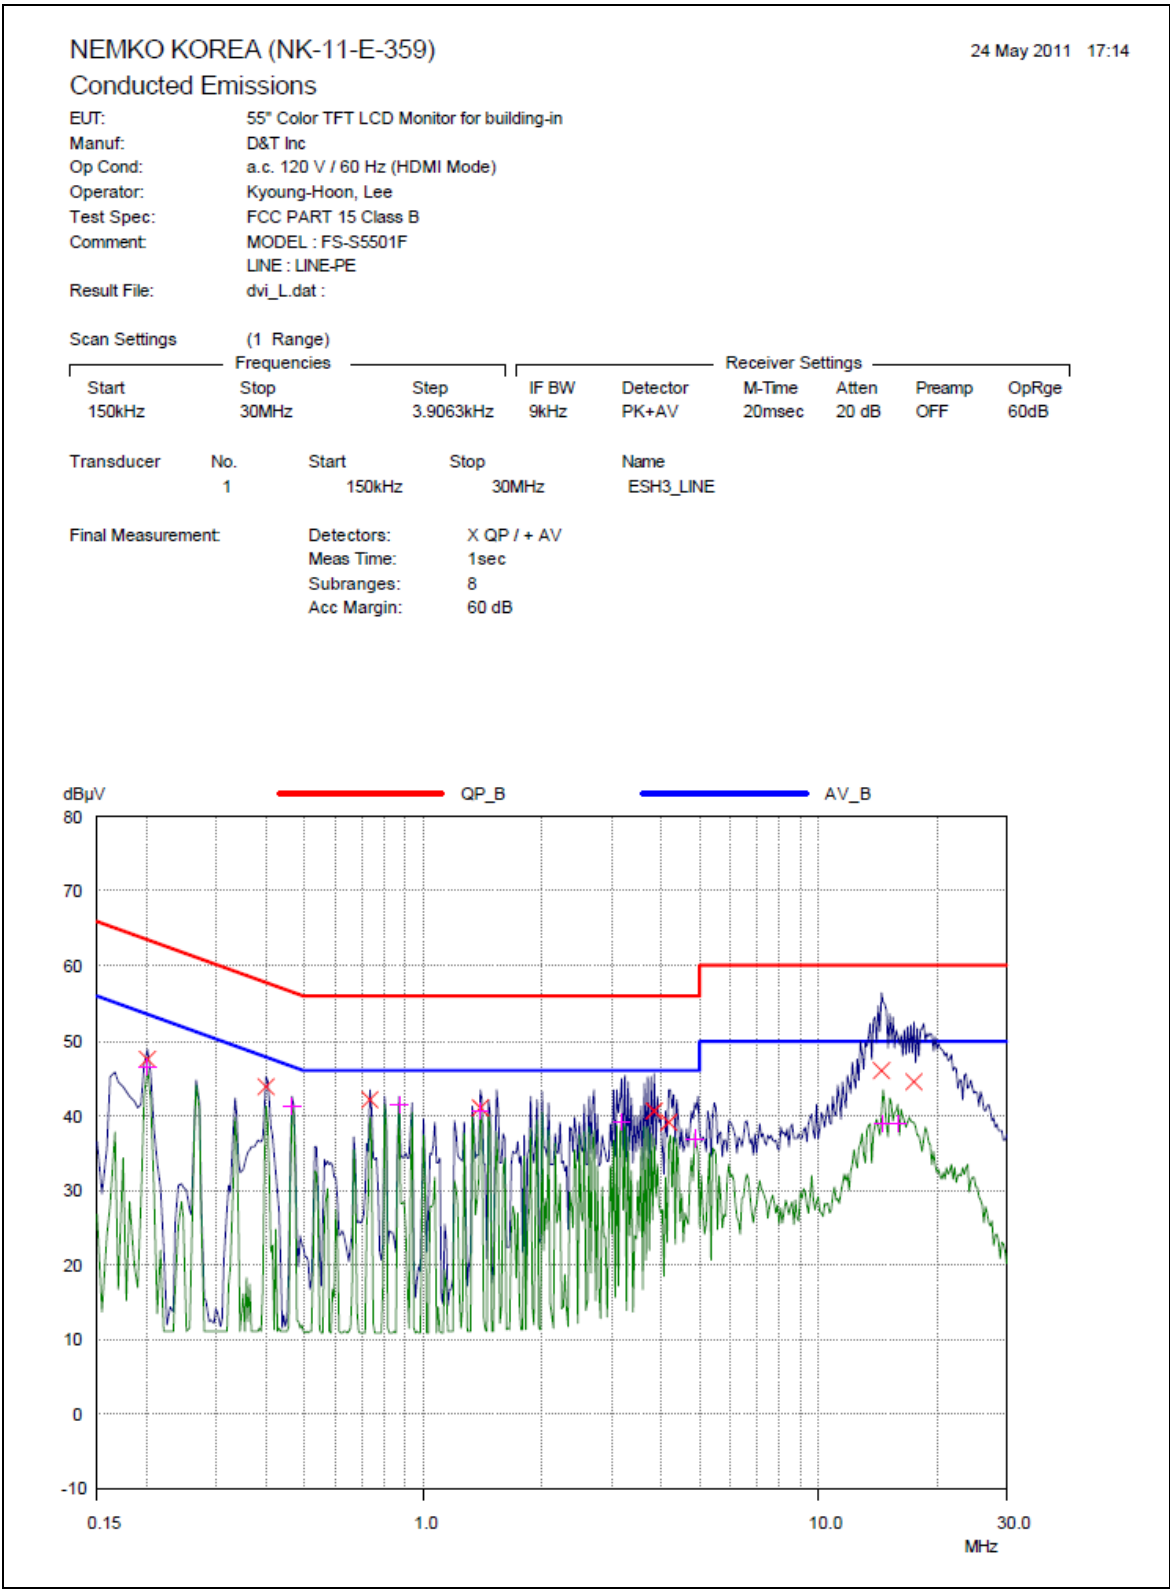 NEMKO KOREA (NK-11-E-359) 24 May 2011 17:14
Conducted Emissions
EUT: 55" Color TFT LCD Monitor for building-in
Manuf: D&T Inc
Op Cond: a.c. 120 V / 60 Hz (HDMI Mode)
Operator: Kyoung-Hoon, Lee
Test Spec: FCC PART 15 Class B
Comment: MODEL : FS-S5501F
LINE : LINE-PE
Result File: dvi_L.dat :
Scan Settings (1 Range)
Frequencies Receiver Settings
Start Stop Step IF BW Detector M-Time Atten Preamp OpRge
150kHz 30MHz 3.9063kHz 9kHz PK+AV 20msec 20 dB OFF 60dB
Transducer No. Start Stop Name
1 150kHz 30MHz ESH3_LINE
Final Measurement: Detectors: X QP / + AV
Meas Time: 1sec
Subranges: 8
Acc Margin: 60 dB
dBµV QP_B AV_B
80
70
60
50
40
30
20
10
0
-10
0.15 1.0 10.0 30.0
MHz